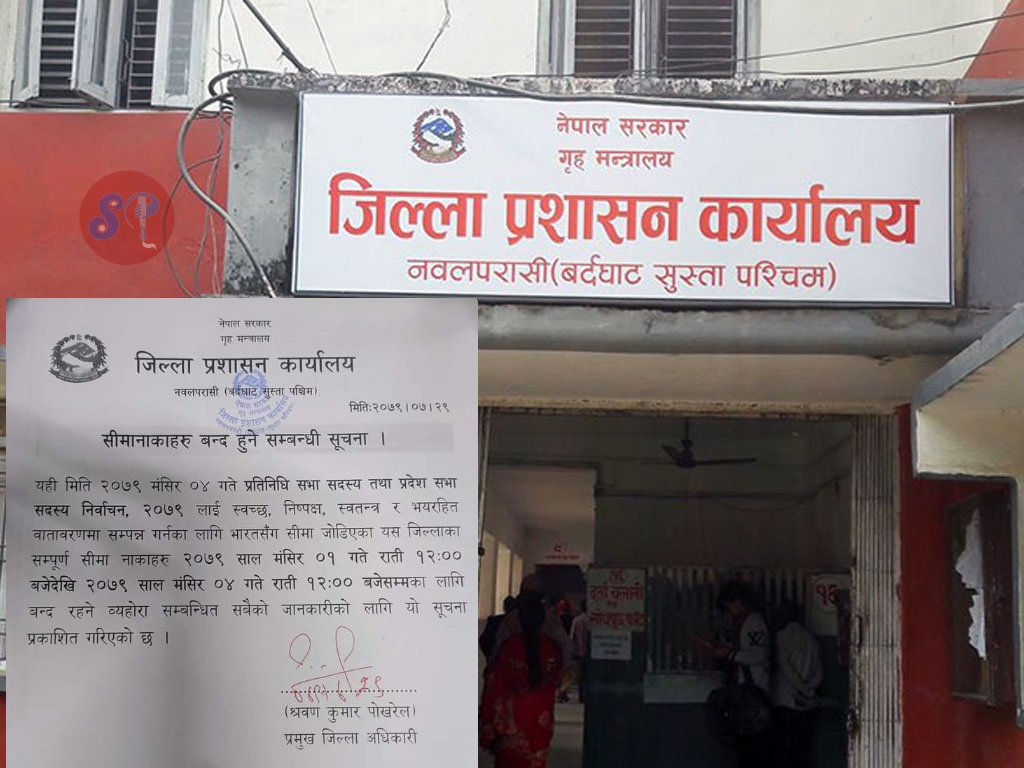 नेपाल सरकार
गृह मन्त्रालय
जिल्ला प्रशासन कार्यालय
नवलपरासी(बर्दघाट सुस्ता पश्चिम)
नेपाल सरकार
गृह मन्त्रालय
जिल्ला प्रशासन कार्यालय
नवलपरासी (बर्दघाट सुस्ता पश्चिम)
मितिः२०७९।०७।२९
सीमानाकाहरु बन्द हुने सम्बन्धी सूचना ।
यही मिति २०७९ मंसिर ०४ गते प्रतिनिधि सभा सदस्य तथा प्रदेश सभा
सदस्य निर्वाचन, २०७९ लाई स्वच्छ, निष्पक्ष, स्वतन्त्र र भयरहित
वातावरणमा सम्पन्न गर्नका लागि भारतसँग सीमा जोडिएका यस जिल्लाका
सम्पूर्ण सीमा नाकाहरु २०७९ साल मंसिर ०१ गते राती १२:००
बजेदेखि २०७९ साल मंसिर ०४ गते राती १२:०० बजेसम्मका लागि
बन्द रहने व्यहोरा सम्बन्धित सबैको जानकारीको लागि यो सूचना
प्रकाशित गरिएको छ ।
(श्रवण कुमार पोखरेल)
प्रमुख जिल्ला अधिकारी
१६